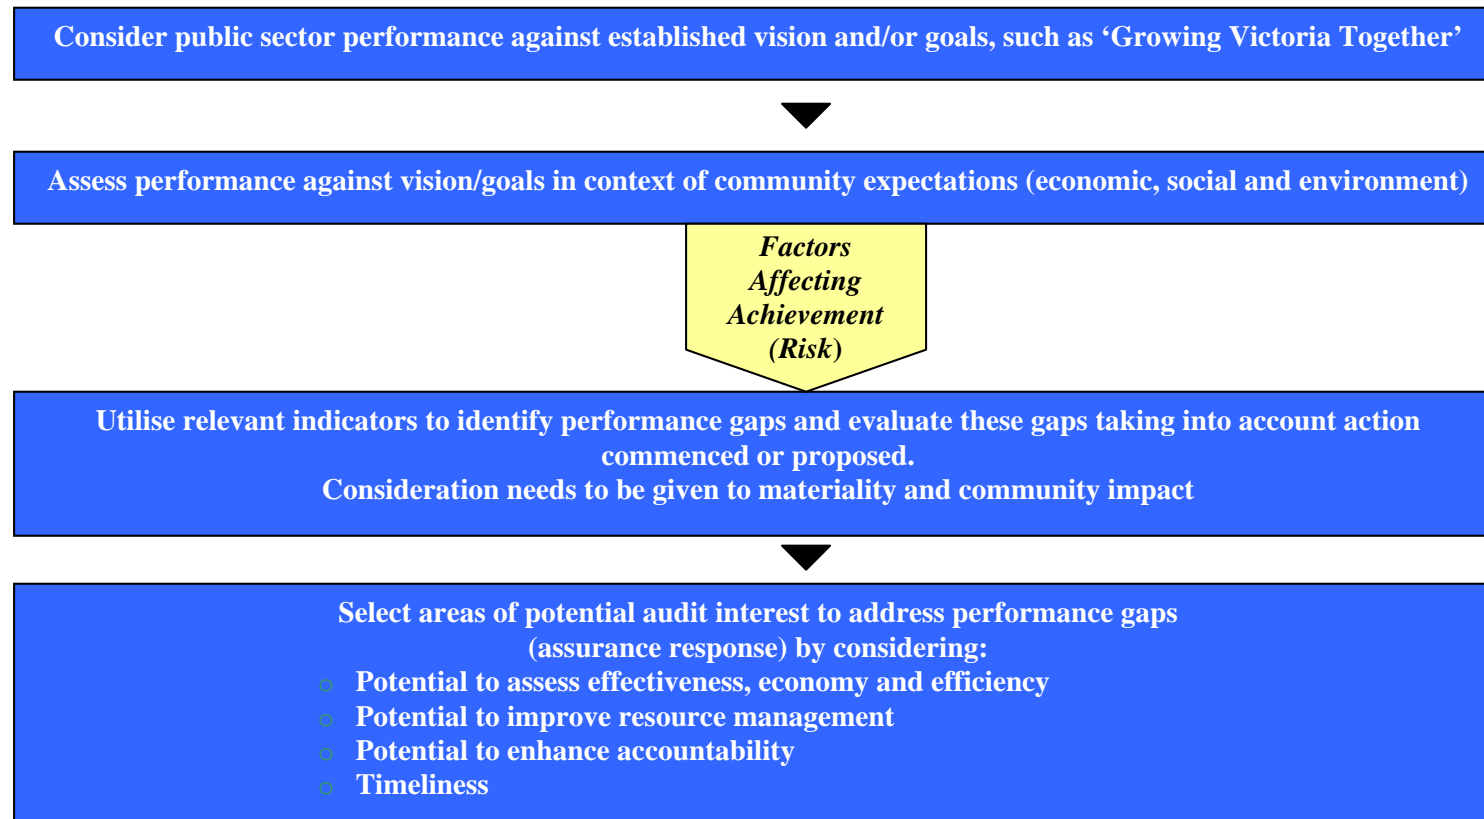 Consider public sector performance against established vision and/or goals, such as ‘Growing Victoria Together’
Assess performance against vision/goals in context of community expectations (economic, social and environment)
Factors
Affecting
Achievement
(Risk)
Utilise relevant indicators to identify performance gaps and evaluate these gaps taking into account action
commenced or proposed.
Consideration needs to be given to materiality and community impact
Select areas of potential audit interest to address performance gaps
(assurance response) by considering:
o Potential to assess effectiveness, economy and efficiency
o Potential to improve resource management
o Potential to enhance accountability
o Timeliness